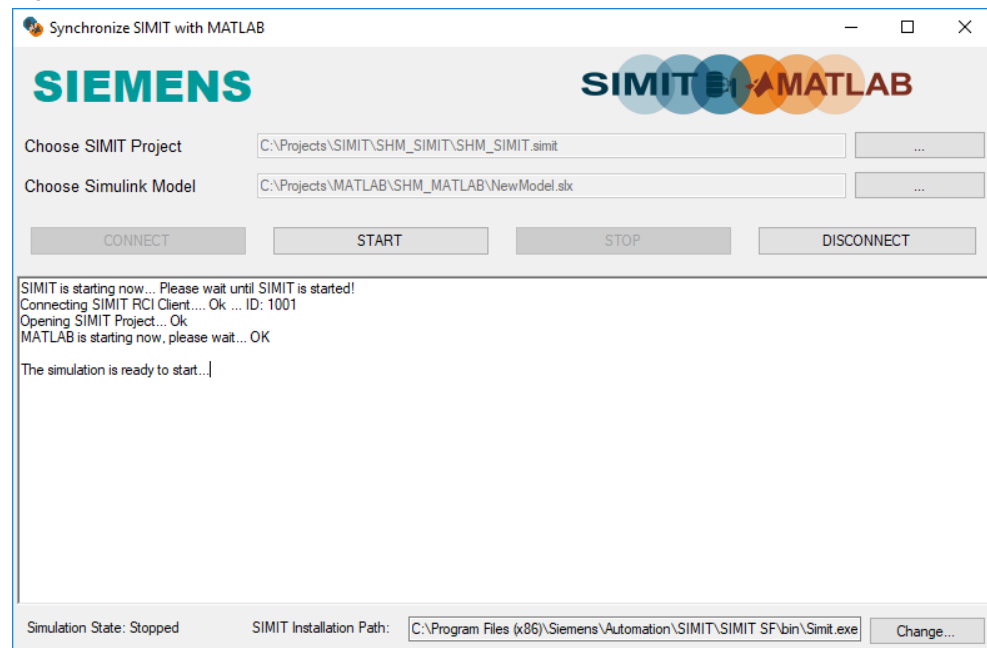 Synchronize SIMIT with MATLAB
SIEMENS
SIMIT MATLAB
Choose SIMIT Project C:\Projects\SIMIT\SHM_SIMIT\SHM_SIMIT.simit ...
Choose Simulink Model C:\Projects\MATLAB\SHM_MATLAB\NewModel.slx ...
CONNECT START STOP DISCONNECT
SIMIT is starting now... Please wait until SIMIT is started!
Connecting SIMIT RCI Client.... Ok ... ID: 1001
Opening SIMIT Project... Ok
MATLAB is starting now, please wait... OK
The simulation is ready to start...
Simulation State: Stopped SIMIT Installation Path: C:\Program Files (x86)\Siemens\Automation\SIMIT\SIMIT SF\bin\Simit.exe Change...